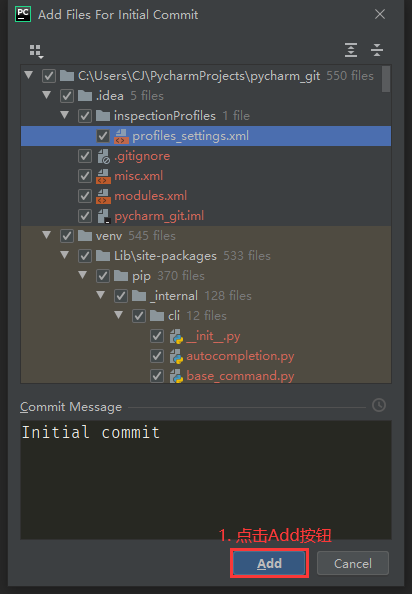 PC Add Files For Initial Commit
C:\Users\CJ\PycharmProjects\pycharm_git 550 files
.idea 5 files
inspectionProfiles 1 file
profiles_settings.xml
.gitignore
misc.xml
modules.xml
pycharm_git.iml
venv 545 files
Lib\site-packages 533 files
pip 370 files
_internal 128 files
cli 12 files
__init__.py
autocompletion.py
base_command.py
Commit Message
Initial commit
1. 点击Add按钮
Add Cancel